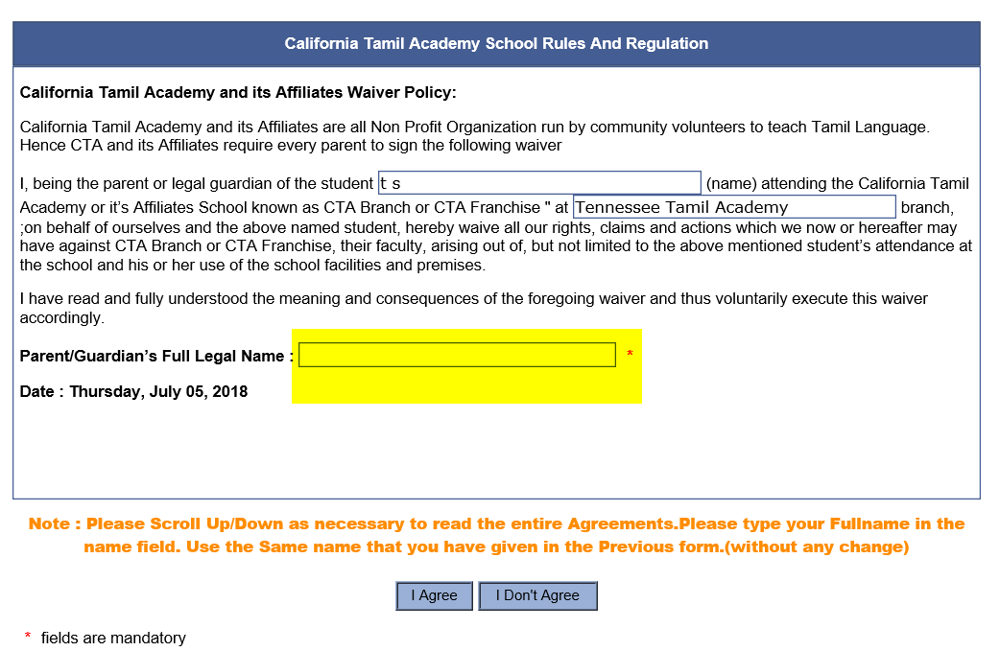 California Tamil Academy School Rules And Regulation
California Tamil Academy and its Affiliates Waiver Policy:
California Tamil Academy and its Affiliates are all Non Profit Organization run by community volunteers to teach Tamil Language.
Hence CTA and its Affiliates require every parent to sign the following waiver
I, being the parent or legal guardian of the student t s (name) attending the California Tamil
Academy or it's Affiliates School known as CTA Branch or CTA Franchise " at Tennessee Tamil Academy branch,
;on behalf of ourselves and the above named student, hereby waive all our rights, claims and actions which we now or hereafter may
have against CTA Branch or CTA Franchise, their faculty, arising out of, but not limited to the above mentioned student's attendance at
the school and his or her use of the school facilities and premises.
I have read and fully understood the meaning and consequences of the foregoing waiver and thus voluntarily execute this waiver
accordingly.
Parent/Guardian's Full Legal Name : *
Date : Thursday, July 05, 2018
Note : Please Scroll Up/Down as necessary to read the entire Agreements.Please type your Fullname in the
name field. Use the Same name that you have given in the Previous form.(without any change)
I Agree I Don't Agree
* fields are mandatory